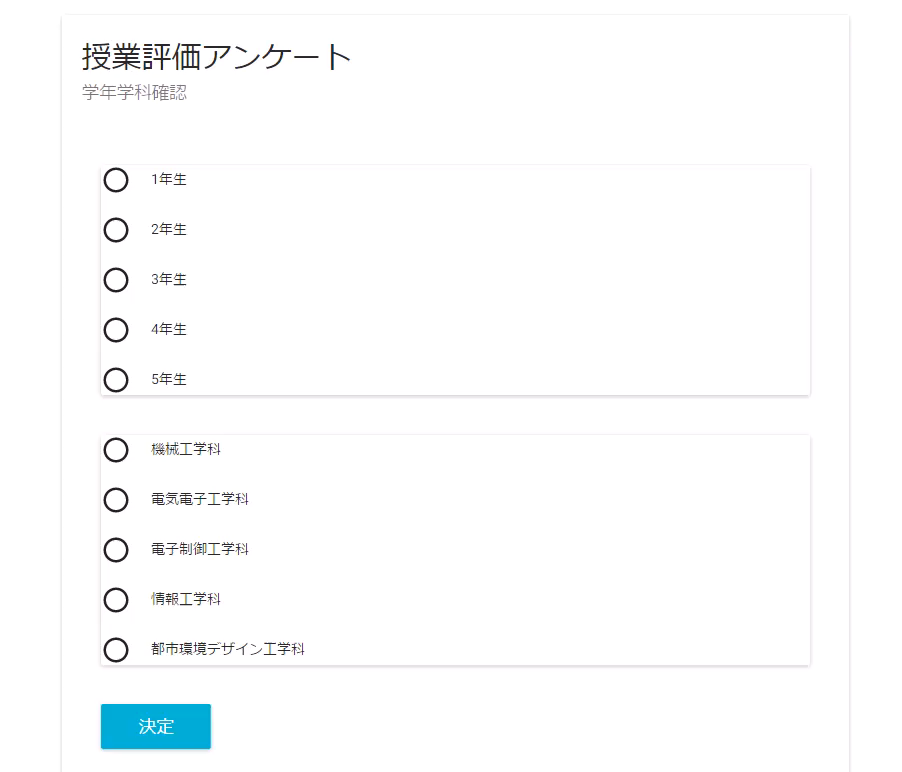 授業評価アンケート
学年学科確認
1年生
2年生
3年生
4年生
5年生
機械工学科
電気電子工学科
電子制御工学科
情報工学科
都市環境デザイン工学科
決定